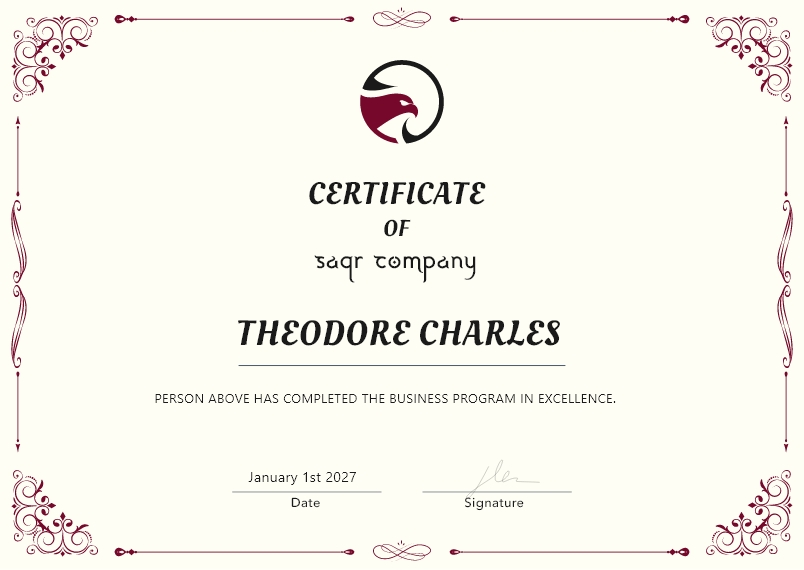 CERTIFICATE
OF
saqr company
THEODORE CHARLES
PERSON ABOVE HAS COMPLETED THE BUSINESS PROGRAM IN EXCELLENCE.
January 1st 2027
Date
Signature